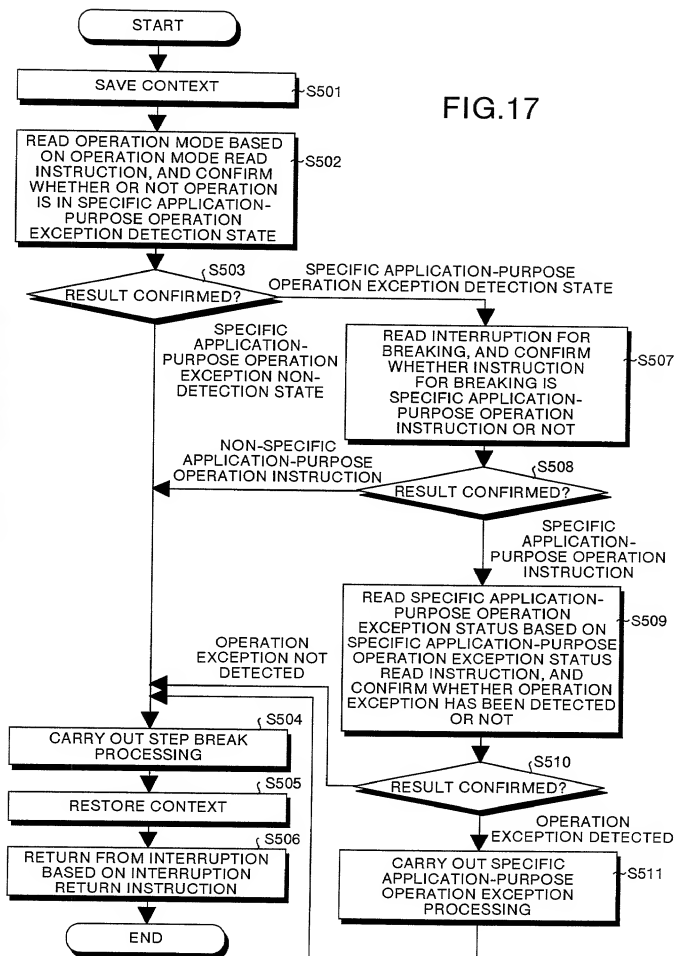 START
SAVE CONTEXT
S501
FIG.17
READ OPERATION MODE BASED
ON OPERATION MODE READ
INSTRUCTION, AND CONFIRM
WHETHER OR NOT OPERATION
IS IN SPECIFIC APPLICATION-
PURPOSE OPERATION
EXCEPTION DETECTION STATE
S502
S503
RESULT CONFIRMED?
SPECIFIC APPLICATION-PURPOSE
OPERATION EXCEPTION DETECTION STATE
SPECIFIC
APPLICATION-
PURPOSE OPERATION
EXCEPTION NON-
DETECTION STATE
READ INTERRUPTION FOR
BREAKING, AND CONFIRM
WHETHER INSTRUCTION
FOR BREAKING IS
SPECIFIC APPLICATION-
PURPOSE OPERATION
INSTRUCTION OR NOT
S507
NON-SPECIFIC
APPLICATION-PURPOSE
OPERATION INSTRUCTION
S508
RESULT CONFIRMED?
SPECIFIC
APPLICATION-
PURPOSE OPERATION
INSTRUCTION
READ SPECIFIC APPLICATION-
PURPOSE OPERATION
EXCEPTION STATUS BASED ON
SPECIFIC APPLICATION-PURPOSE
OPERATION EXCEPTION STATUS
READ INSTRUCTION, AND
CONFIRM WHETHER OPERATION
EXCEPTION HAS BEEN DETECTED
OR NOT
S509
OPERATION
EXCEPTION NOT
DETECTED
S504
CARRY OUT STEP BREAK
PROCESSING
S510
RESULT CONFIRMED?
S505
RESTORE CONTEXT
OPERATION
EXCEPTION DETECTED
S506
RETURN FROM INTERRUPTION
BASED ON INTERRUPTION
RETURN INSTRUCTION
CARRY OUT SPECIFIC
APPLICATION-PURPOSE
OPERATION EXCEPTION
PROCESSING
S511
END